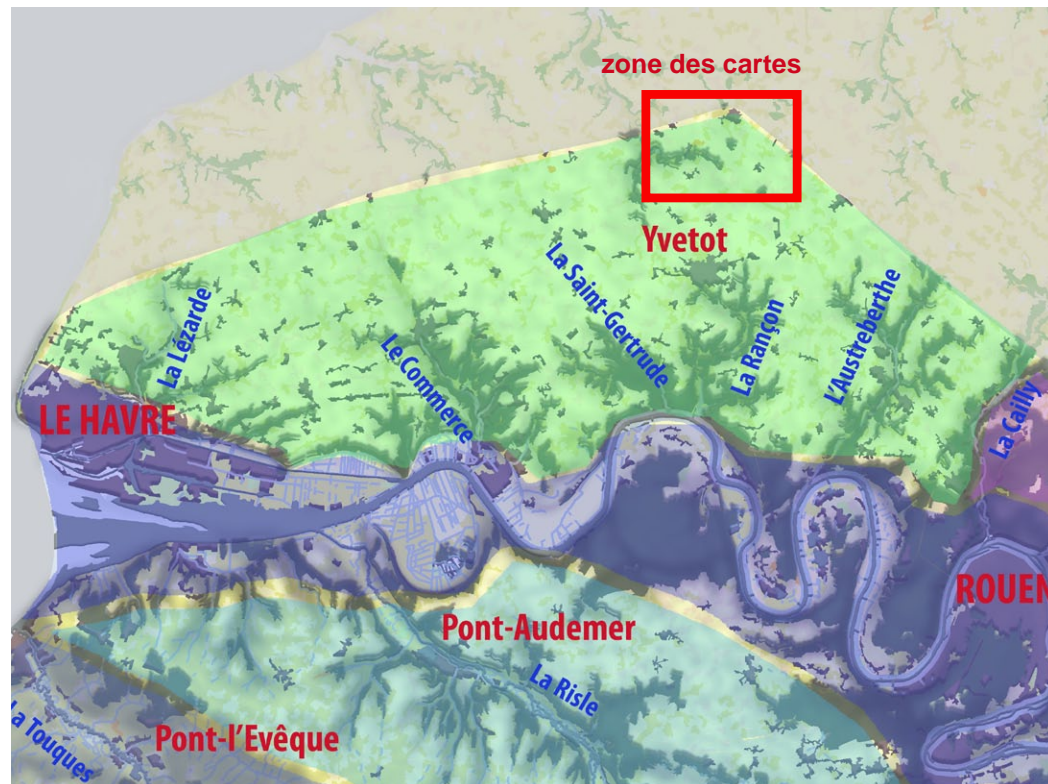 zone des cartes
Yvetot
La Saint-Gertrude
La Lézarde
La Rançon
L'Austreberthe
Le Commerce
La Cailly
LE HAVRE
ROUEN
Pont-Audemer
La Risle
La Touques
Pont-l'Evêque